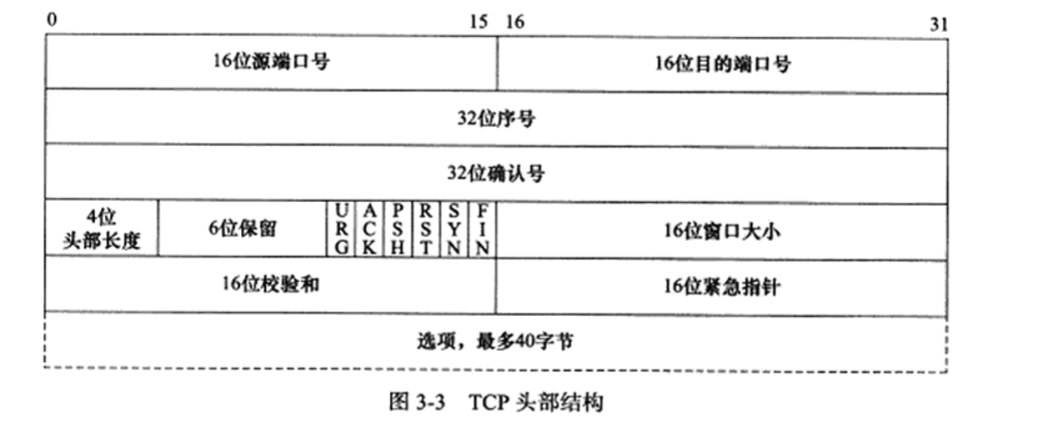 0 15 16 31
16位源端口号 16位目的端口号
32位序号
32位确认号
4位
头部长度
6位保留
URG ACK PSH RST SYN FIN
16位窗口大小
16位校验和 16位紧急指针
选项，最多40字节
图 3-3 TCP 头部结构